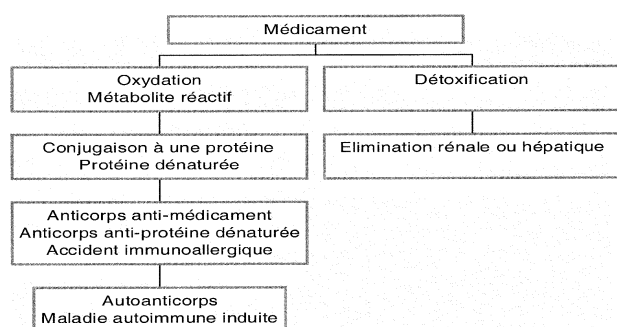 Médicament
Oxydation
Métabolite réactif
Détoxification
Conjugaison à une protéine
Protéine dénaturée
Elimination rénale ou hépatique
Anticorps anti-médicament
Anticorps anti-protéine dénaturée
Accident immunoallergique
Autoanticorps
Maladie autoimmune induite